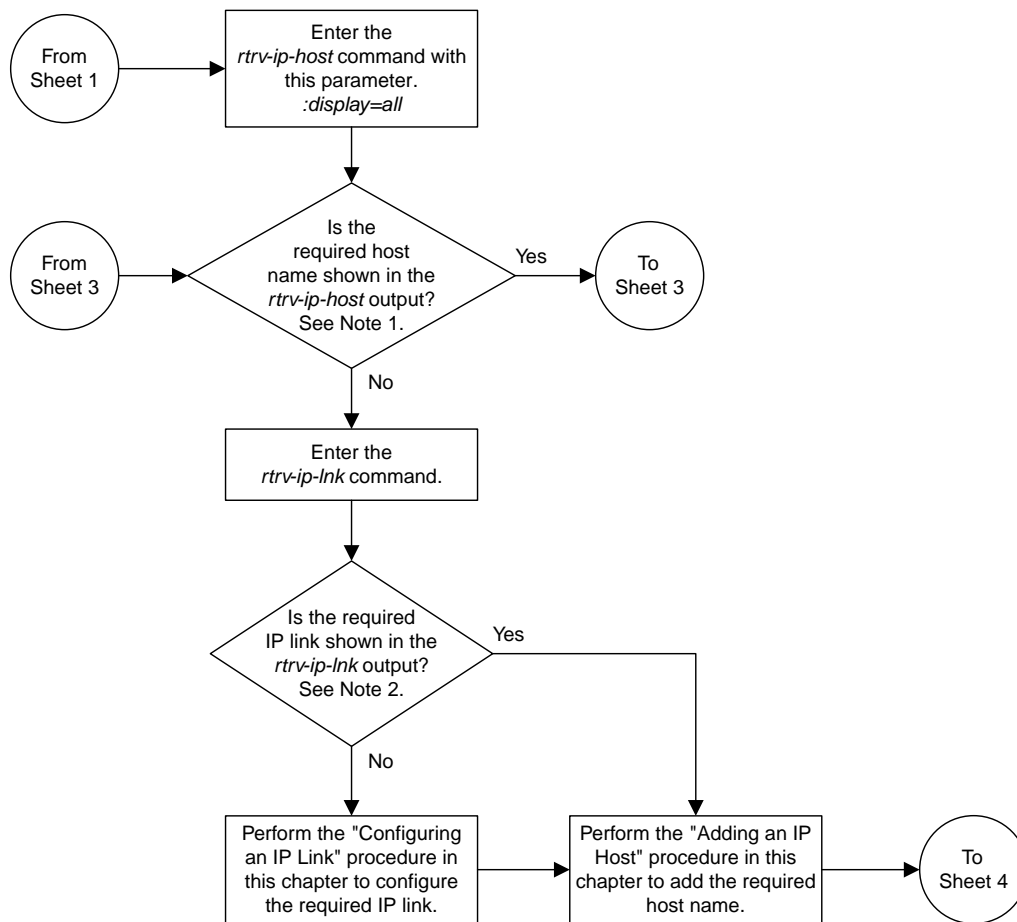 From
Sheet 1
Enter the
rtrv-ip-host command with
this parameter.
:display=all
From
Sheet 3
Is the
required host
name shown in the
rtrv-ip-host output?
See Note 1.
Yes
To
Sheet 3
No
Enter the
rtrv-ip-lnk command.
Is the required
IP link shown in the
rtrv-ip-lnk output?
See Note 2.
Yes
No
Perform the "Configuring
an IP Link" procedure in
this chapter to configure
the required IP link.
Perform the "Adding an IP
Host" procedure in this
chapter to add the required
host name.
To
Sheet 4